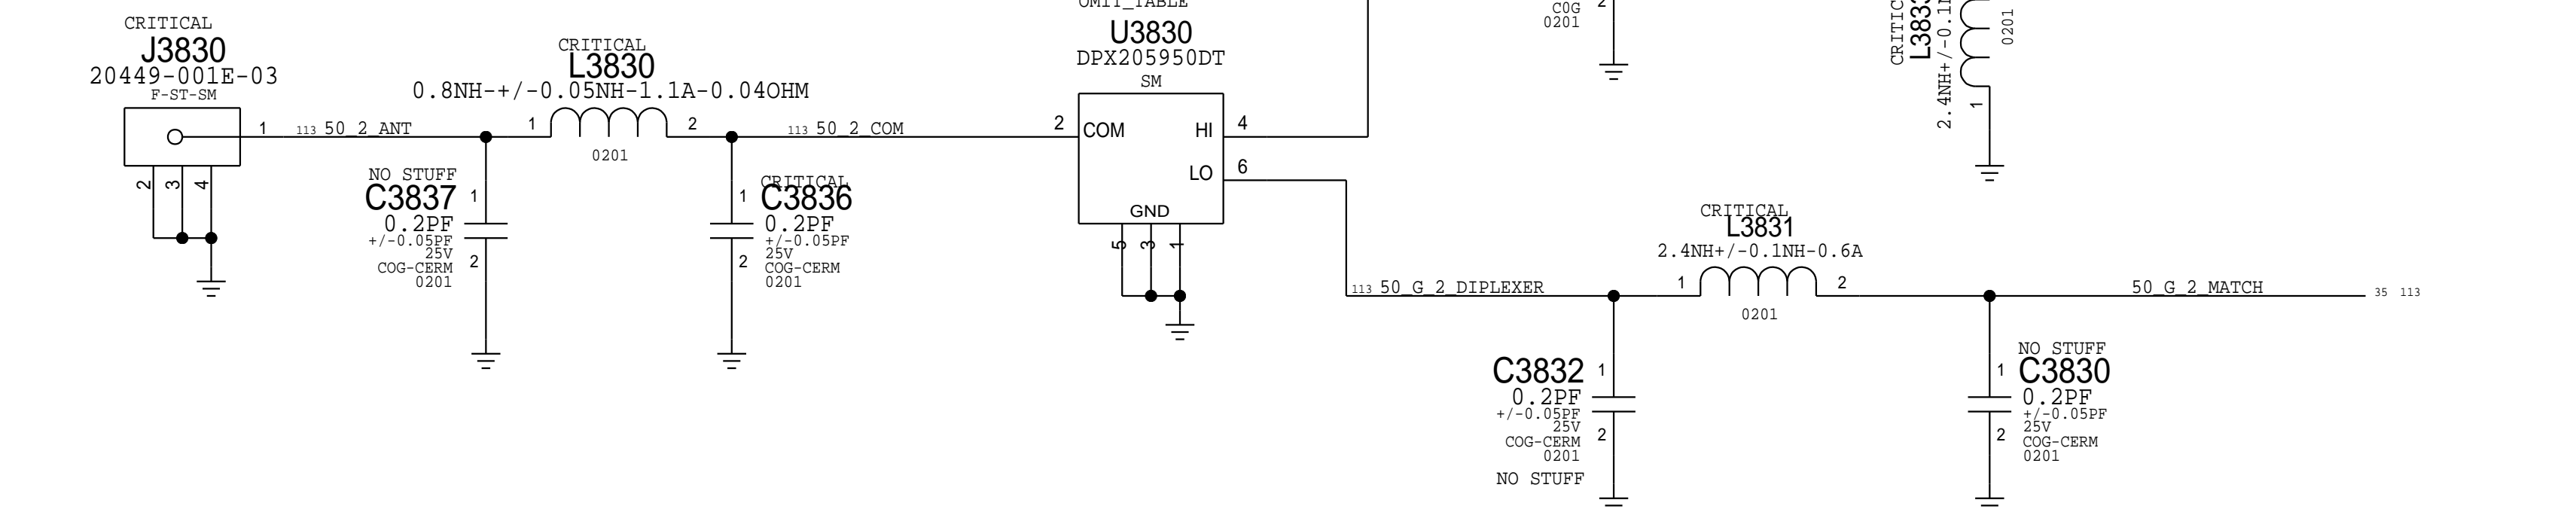 CRITICAL
J3830
20449-001E-03
F-ST-SM
1
2
3
4
113 50_2_ANT
CRITICAL
L3830
0.8NH-+/-0.05NH-1.1A-0.04OHM
1
2
0201
NO STUFF
C3837
0.2PF
+/-0.05PF
25V
COG-CERM
0201
1
2
CRITICAL
C3836
0.2PF
+/-0.05PF
25V
COG-CERM
0201
1
2
113 50_2_COM
OMIT_TABLE
U3830
DPX205950DT
SM
2
COM
HI
4
LO
6
GND
5
3
1
C0G
0201
2
L3833
0201
1
113 50_G_2_DIPLEXER
CRITICAL
L3831
2.4NH+/-0.1NH-0.6A
1
2
0201
50_G_2_MATCH
35 113
C3832
0.2PF
+/-0.05PF
25V
COG-CERM
0201
NO STUFF
1
2
NO STUFF
C3830
0.2PF
+/-0.05PF
25V
COG-CERM
0201
1
2